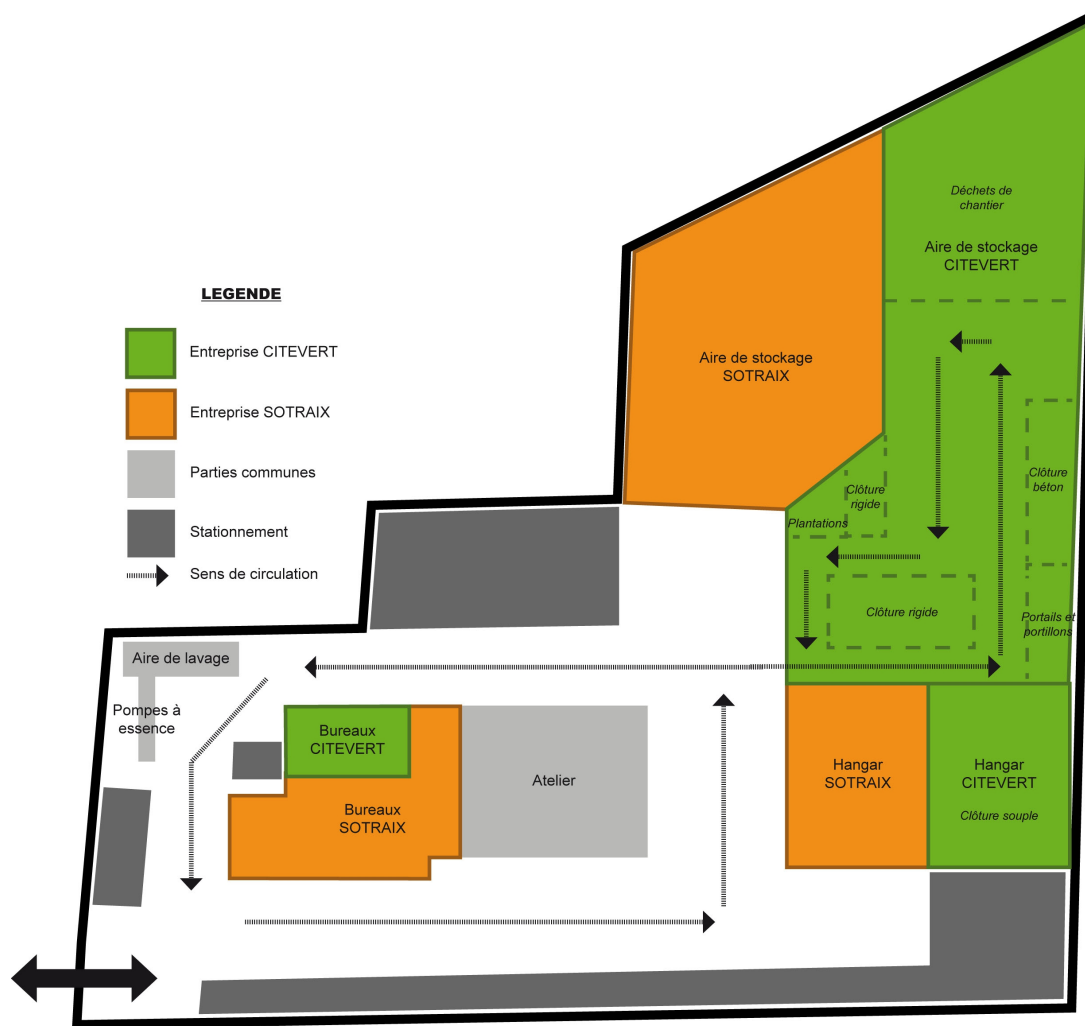 LEGENDE
Entreprise CITEVERT
Entreprise SOTRAIX
Parties communes
Stationnement
Sens de circulation
Déchets de
chantier
Aire de stockage
CITEVERT
Aire de stockage
SOTRAIX
Clôture
béton
Clôture
rigide
Plantations
Clôture rigide
Portails et
portillons
Aire de lavage
Pompes à
essence
Bureaux
CITEVERT
Bureaux
SOTRAIX
Atelier
Hangar
SOTRAIX
Hangar
CITEVERT
Clôture souple